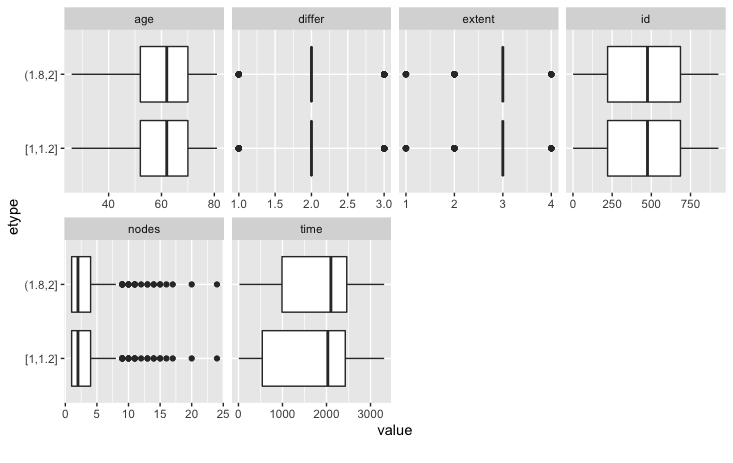 age differ extent id
(1.8,2]
[1,1.2]
40 60 80 1.0 1.5 2.0 2.5 3.0 1 2 3 4 0 250 500 750
etype
nodes time
(1.8,2]
[1,1.2]
0 5 10 15 20 25 0 1000 2000 3000
value